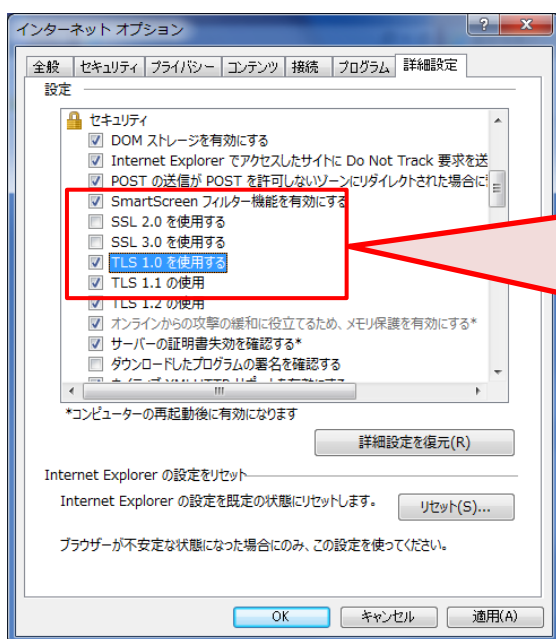 インターネット オプション
全般 セキュリティ プライバシー コンテンツ 接続 プログラム 詳細設定
設定
セキュリティ
DOM ストレージを有効にする
Internet Explorer でアクセスしたサイトに Do Not Track 要求を送
POST の送信が POST を許可しないゾーンにリダイレクトされた場合に
SmartScreen フィルター機能を有効にする
SSL 2.0 を使用する
SSL 3.0 を使用する
TLS 1.0 を使用する
TLS 1.1 の使用
TLS 1.2 の使用
オンラインからの攻撃の緩和に役立てるため、メモリ保護を有効にする*
サーバーの証明書失効を確認する*
ダウンロードしたプログラムの署名を確認する
*コンピューターの再起動後に有効になります
詳細設定を復元(R)
Internet Explorer の設定をリセット
Internet Explorer の設定を既定の状態にリセットします。
リセット(S)...
ブラウザーが不安定な状態になった場合にのみ、この設定を使ってください。
OK キャンセル 適用(A)